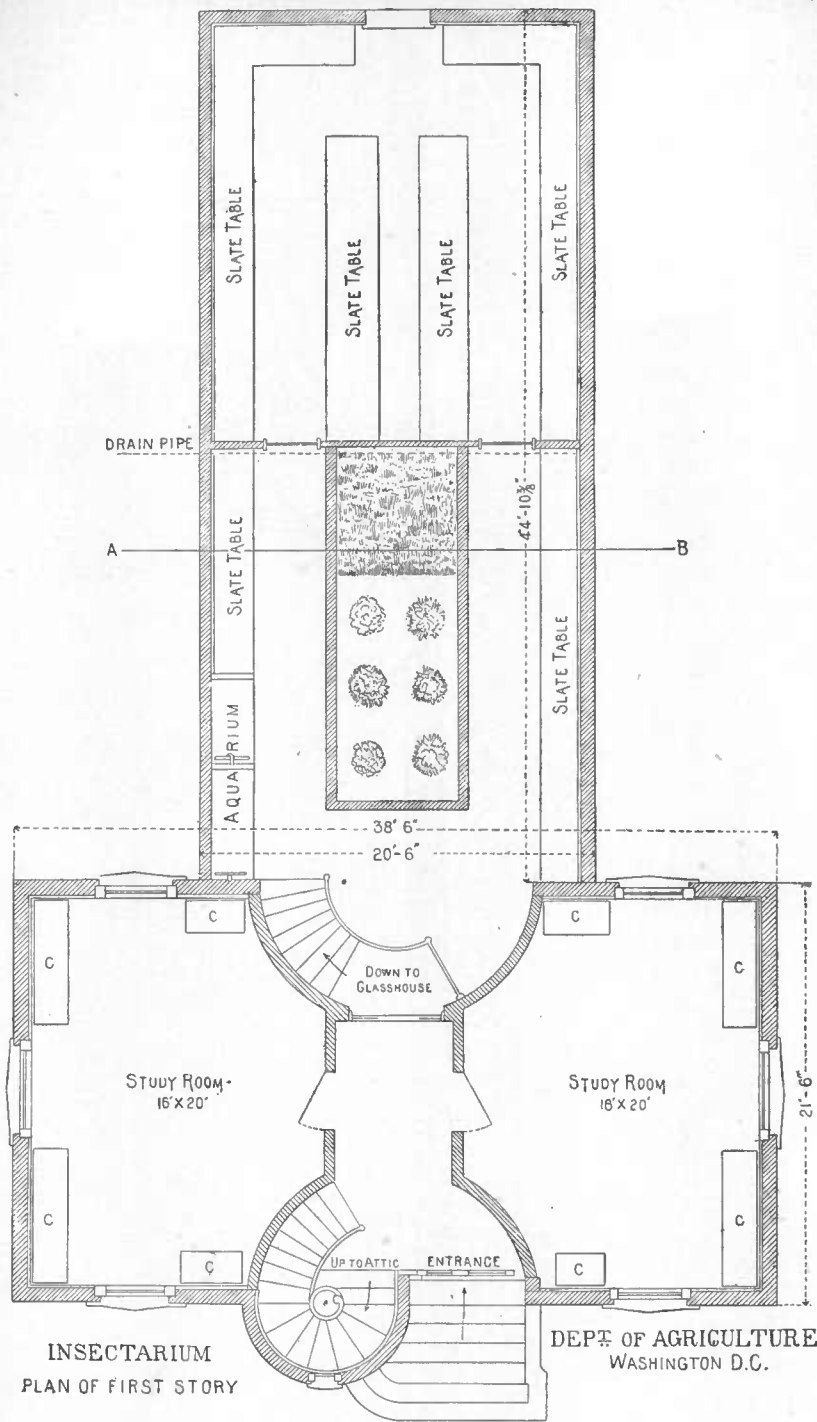 SLATE TABLE
SLATE TABLE
SLATE TABLE
SLATE TABLE
DRAIN PIPE
44'-10⅜"
A
B
SLATE TABLE
SLATE TABLE
AQUARIUM
38' 6"
20'-6"
C
C
C
C
DOWN TO
GLASSHOUSE
STUDY ROOM-
16'X20'
STUDY ROOM
16'X20'
21'-6"
C
C
C
C
UP TO ATTIC
ENTRANCE
INSECTARIUM
PLAN OF FIRST STORY
DEPT. OF AGRICULTURE
WASHINGTON D.C.